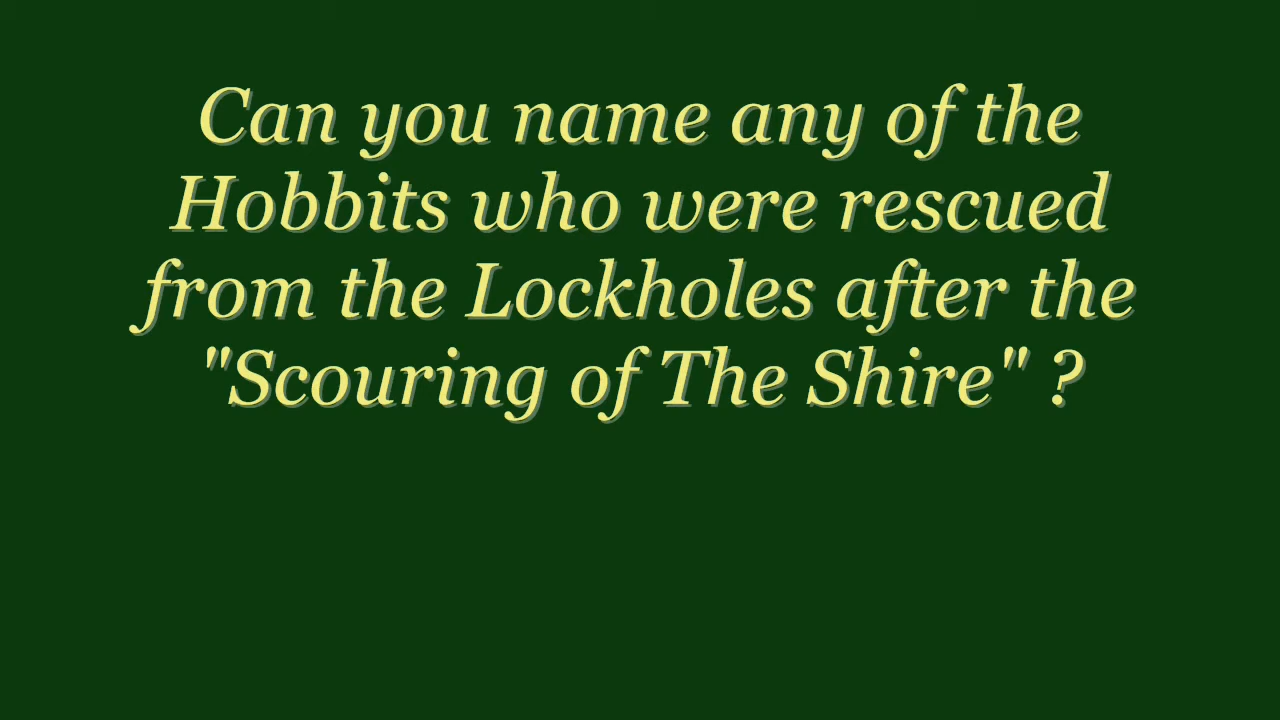 Can you name any of the
Hobbits who were rescued
from the Lockholes after the
"Scouring of The Shire" ?